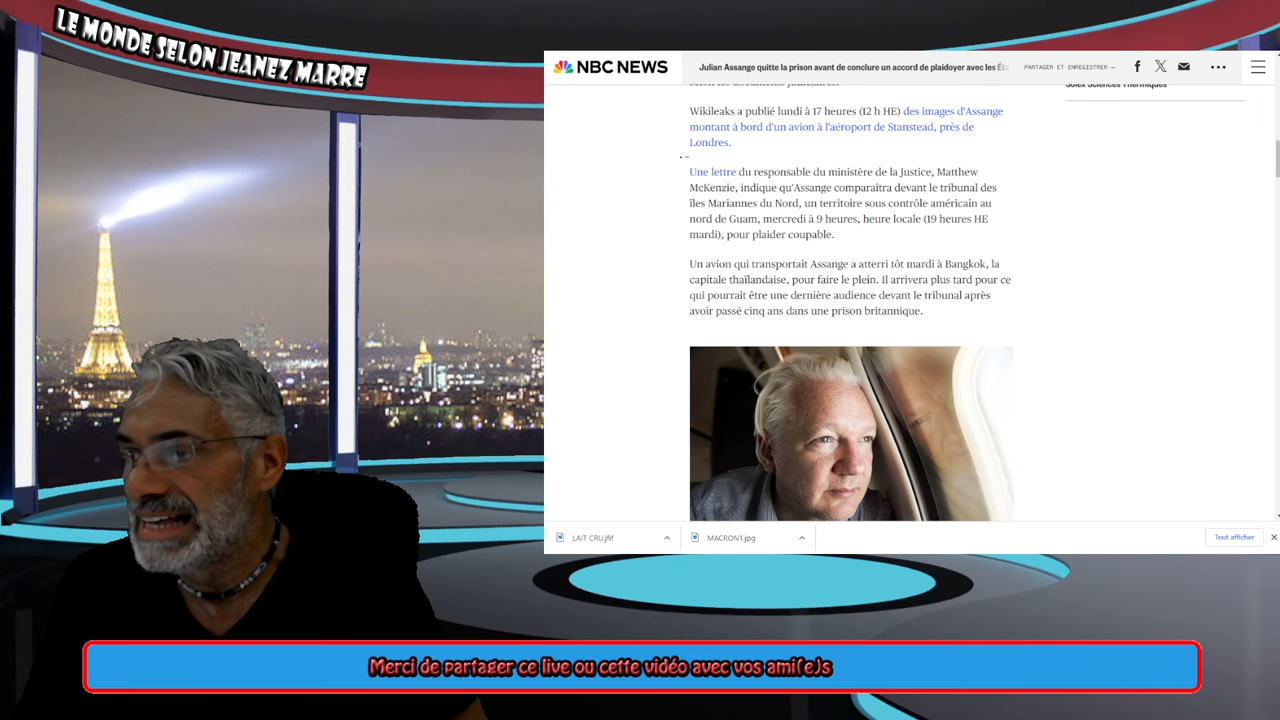 LE MONDE SELON JEANEZ MARRE
NBC NEWS
Julian Assange quitte la prison avant de conclure un accord de plaidoyer avec les
PARTAGER ET ENREGISTRER —
Solex Sciences Thermiques
Wikileaks a publié lundi à 17 heures (12 h HE) des images d'Assange
montant à bord d'un avion à l'aéroport de Stanstead, près de
Londres.
Une lettre du responsable du ministère de la Justice, Matthew
McKenzie, indique qu'Assange comparaîtra devant le tribunal des
îles Mariannes du Nord, un territoire sous contrôle américain au
nord de Guam, mercredi à 9 heures, heure locale (19 heures HE
mardi), pour plaider coupable.
Un avion qui transportait Assange a atterri tôt mardi à Bangkok, la
capitale thaïlandaise, pour faire le plein. Il arrivera plus tard pour ce
qui pourrait être une dernière audience devant le tribunal après
avoir passé cinq ans dans une prison britannique.
LAIT CRU.jfif
MACRON1.jpg
Tout afficher
Merci de partager ce live ou cette vidéo avec vos ami(e)s